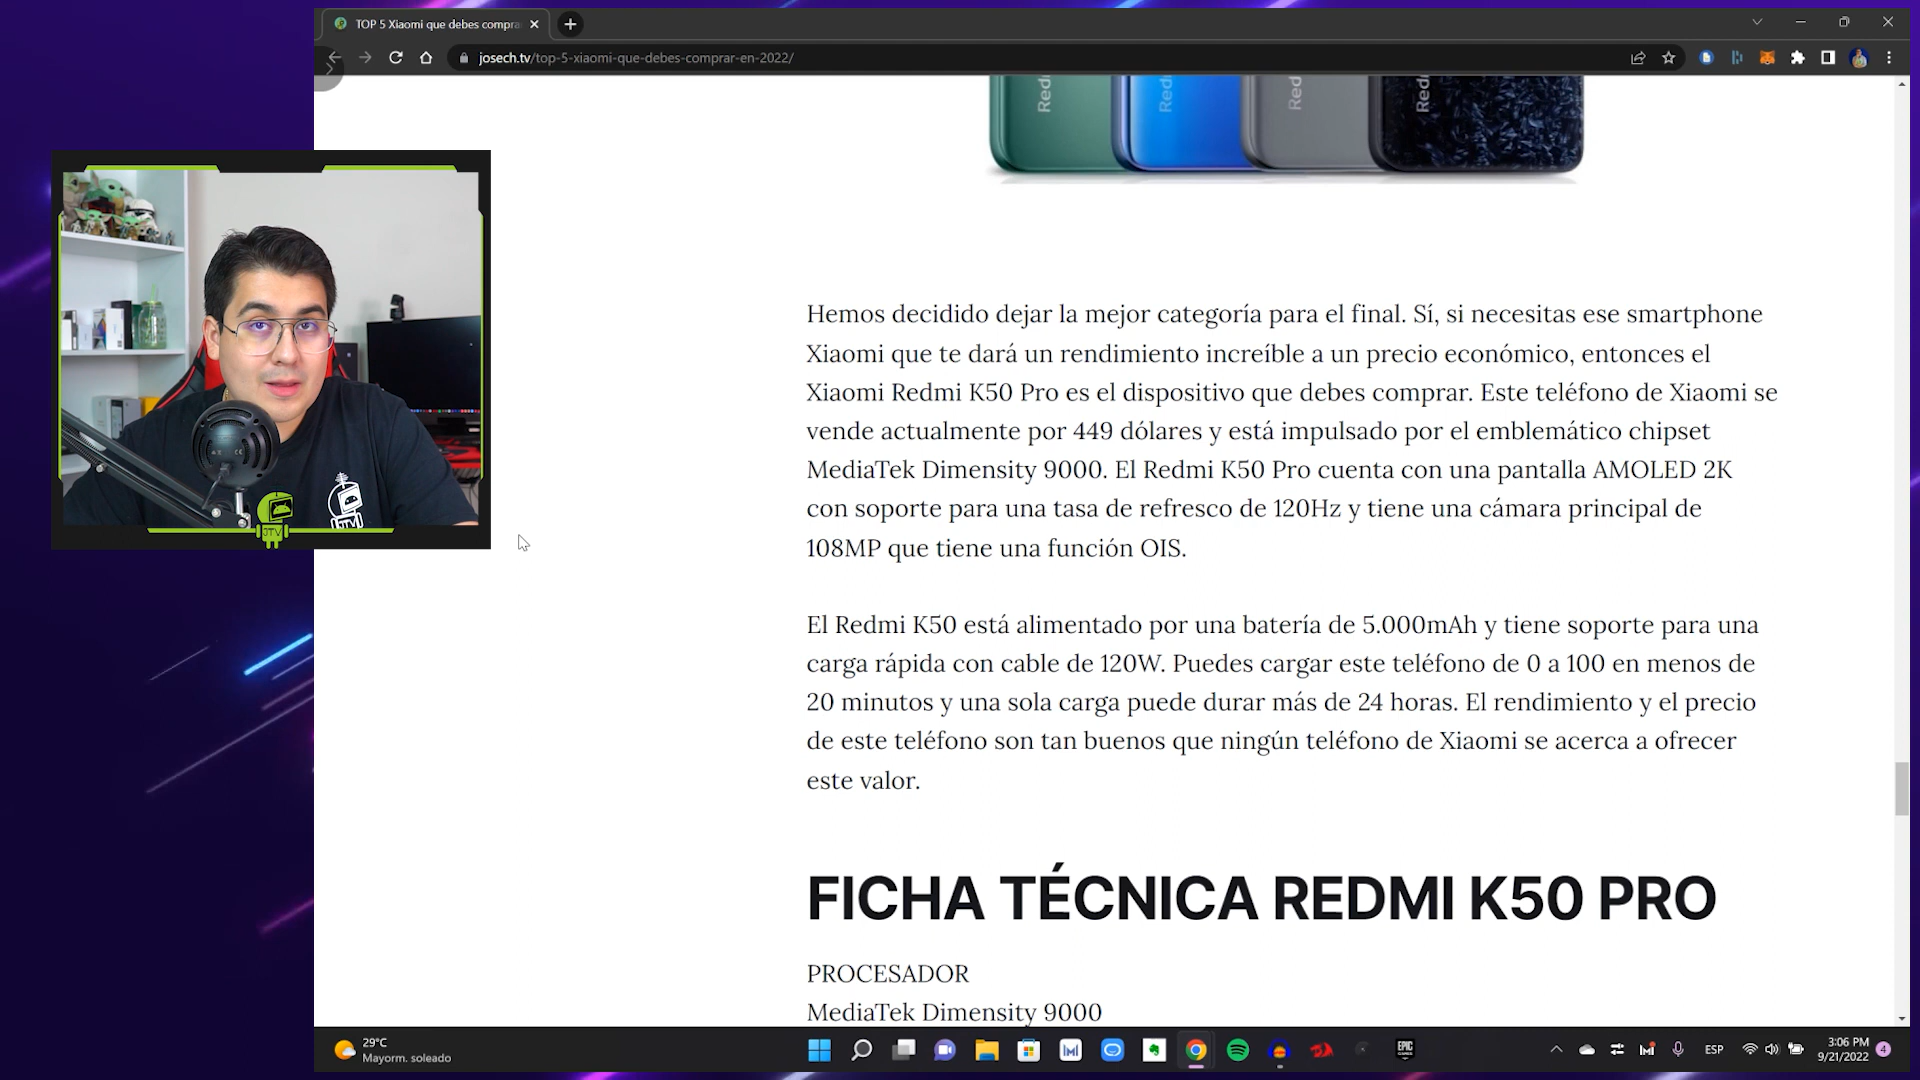 TOP 5 Xiaomi que debes compra
josech.tv/top-5-xiaomi-que-debes-comprar-en-2022/
Redi
Redi
Redi
Redi
JTV
Hemos decidido dejar la mejor categoría para el final. Sí, si necesitas ese smartphone
Xiaomi que te dará un rendimiento increíble a un precio económico, entonces el
Xiaomi Redmi K50 Pro es el dispositivo que debes comprar. Este teléfono de Xiaomi se
vende actualmente por 449 dólares y está impulsado por el emblemático chipset
MediaTek Dimensity 9000. El Redmi K50 Pro cuenta con una pantalla AMOLED 2K
con soporte para una tasa de refresco de 120Hz y tiene una cámara principal de
108MP que tiene una función OIS.
El Redmi K50 está alimentado por una batería de 5.000mAh y tiene soporte para una
carga rápida con cable de 120W. Puedes cargar este teléfono de 0 a 100 en menos de
20 minutos y una sola carga puede durar más de 24 horas. El rendimiento y el precio
de este teléfono son tan buenos que ningún teléfono de Xiaomi se acerca a ofrecer
este valor.
FICHA TÉCNICA REDMI K50 PRO
PROCESADOR
MediaTek Dimensity 9000
29°C
Mayorm. soleado
EPIC
GAMES
ESP
3:06 PM
9/21/2022
4